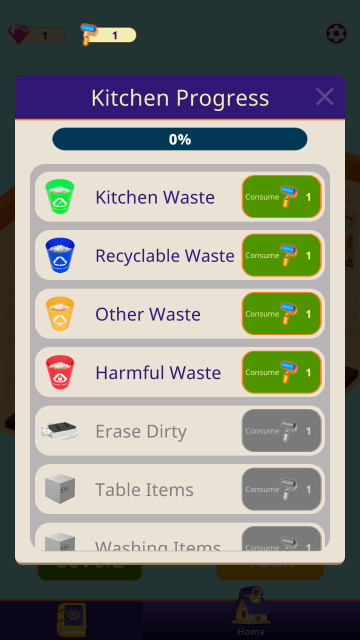 1
1
Kitchen Progress
0%
Kitchen Waste
Consume 1
Recyclable Waste
Consume 1
Other Waste
Consume 1
Harmful Waste
Consume 1
Erase Dirty
Consume 1
Table Items
Consume 1
Washing Items
Consume 1
Home